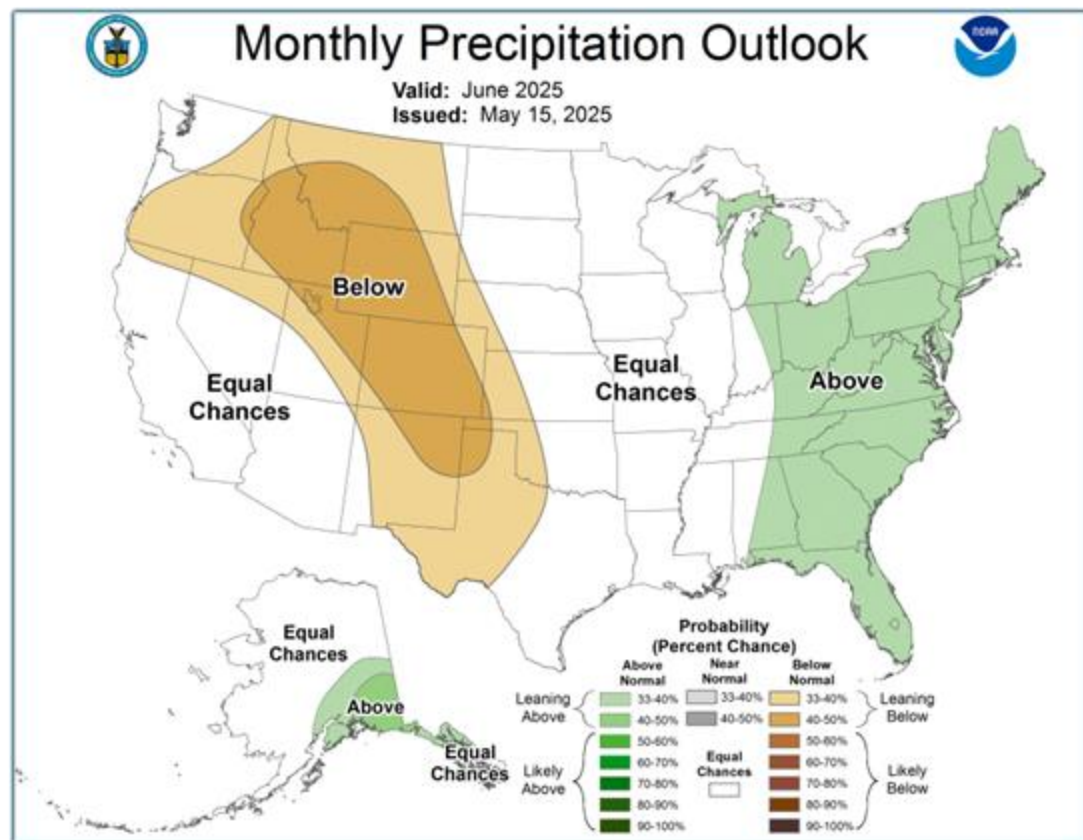 Monthly Precipitation Outlook
NOAA
Valid: June 2025
Issued: May 15, 2025
Below
Equal
Chances
Equal
Chances
Above
Equal
Chances
Above
Equal
Chances
Probability
(Percent Chance)
Above
Normal
Near
Normal
Below
Normal
Leaning
Above
33-40%
33-40%
33-40%
Leaning
Below
40-50%
40-50%
40-50%
Likely
Above
50-60%
50-60%
Likely
Below
60-70%
60-70%
70-80%
70-80%
80-90%
80-90%
90-100%
90-100%
Equal
Chances